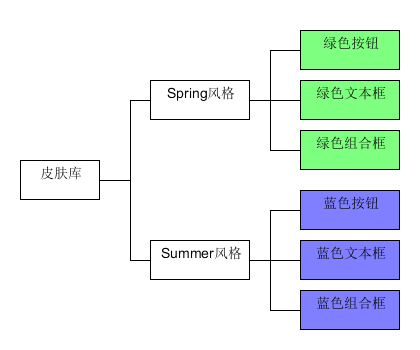 皮肤库
Spring风格
绿色按钮
绿色文本框
绿色组合框
Summer风格
蓝色按钮
蓝色文本框
蓝色组合框